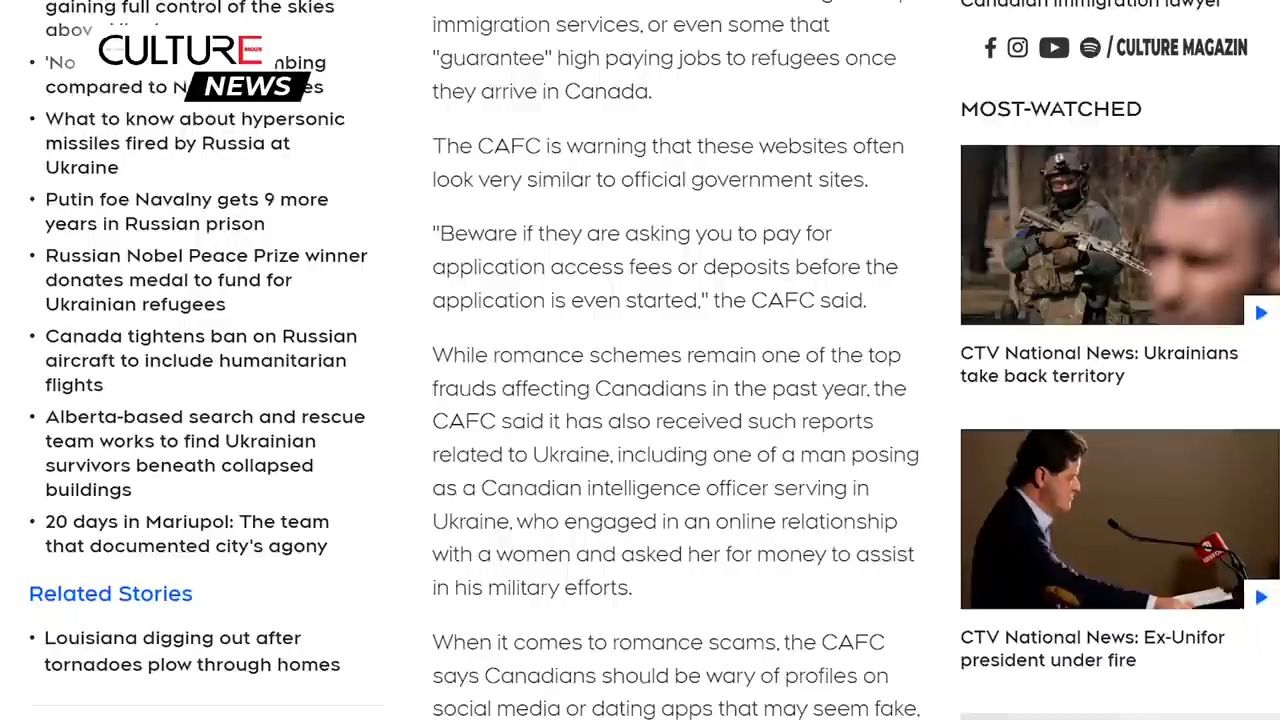 gaining full control of the skies
'No
compared to
What to know about hypersonic
missiles fired by Russia at
Ukraine
Putin foe Navalny gets 9 more
years in Russian prison
Russian Nobel Peace Prize winner
donates medal to fund for
Ukrainian refugees
Canada tightens ban on Russian
aircraft to include humanitarian
flights
Alberta-based search and rescue
team works to find Ukrainian
survivors beneath collapsed
buildings
20 days in Mariupol: The team
that documented city's agony
Related Stories
Louisiana digging out after
tornadoes plow through homes
CULTURE
NEWS
immigration services, or even some that
"guarantee" high paying jobs to refugees once
they arrive in Canada.
The CAFC is warning that these websites often
look very similar to official government sites.
"Beware if they are asking you to pay for
application access fees or deposits before the
application is even started," the CAFC said.
While romance schemes remain one of the top
frauds affecting Canadians in the past year, the
CAFC said it has also received such reports
related to Ukraine, including one of a man posing
as a Canadian intelligence officer serving in
Ukraine, who engaged in an online relationship
with a women and asked her for money to assist
in his military efforts.
When it comes to romance scams, the CAFC
says Canadians should be wary of profiles on
social media or dating apps that may seem fake,
Canadian immigration lawyer
/ CULTURE MAGAZIN
MOST-WATCHED
CTV National News: Ukrainians
take back territory
CTV National News: Ex-Unifor
president under fire